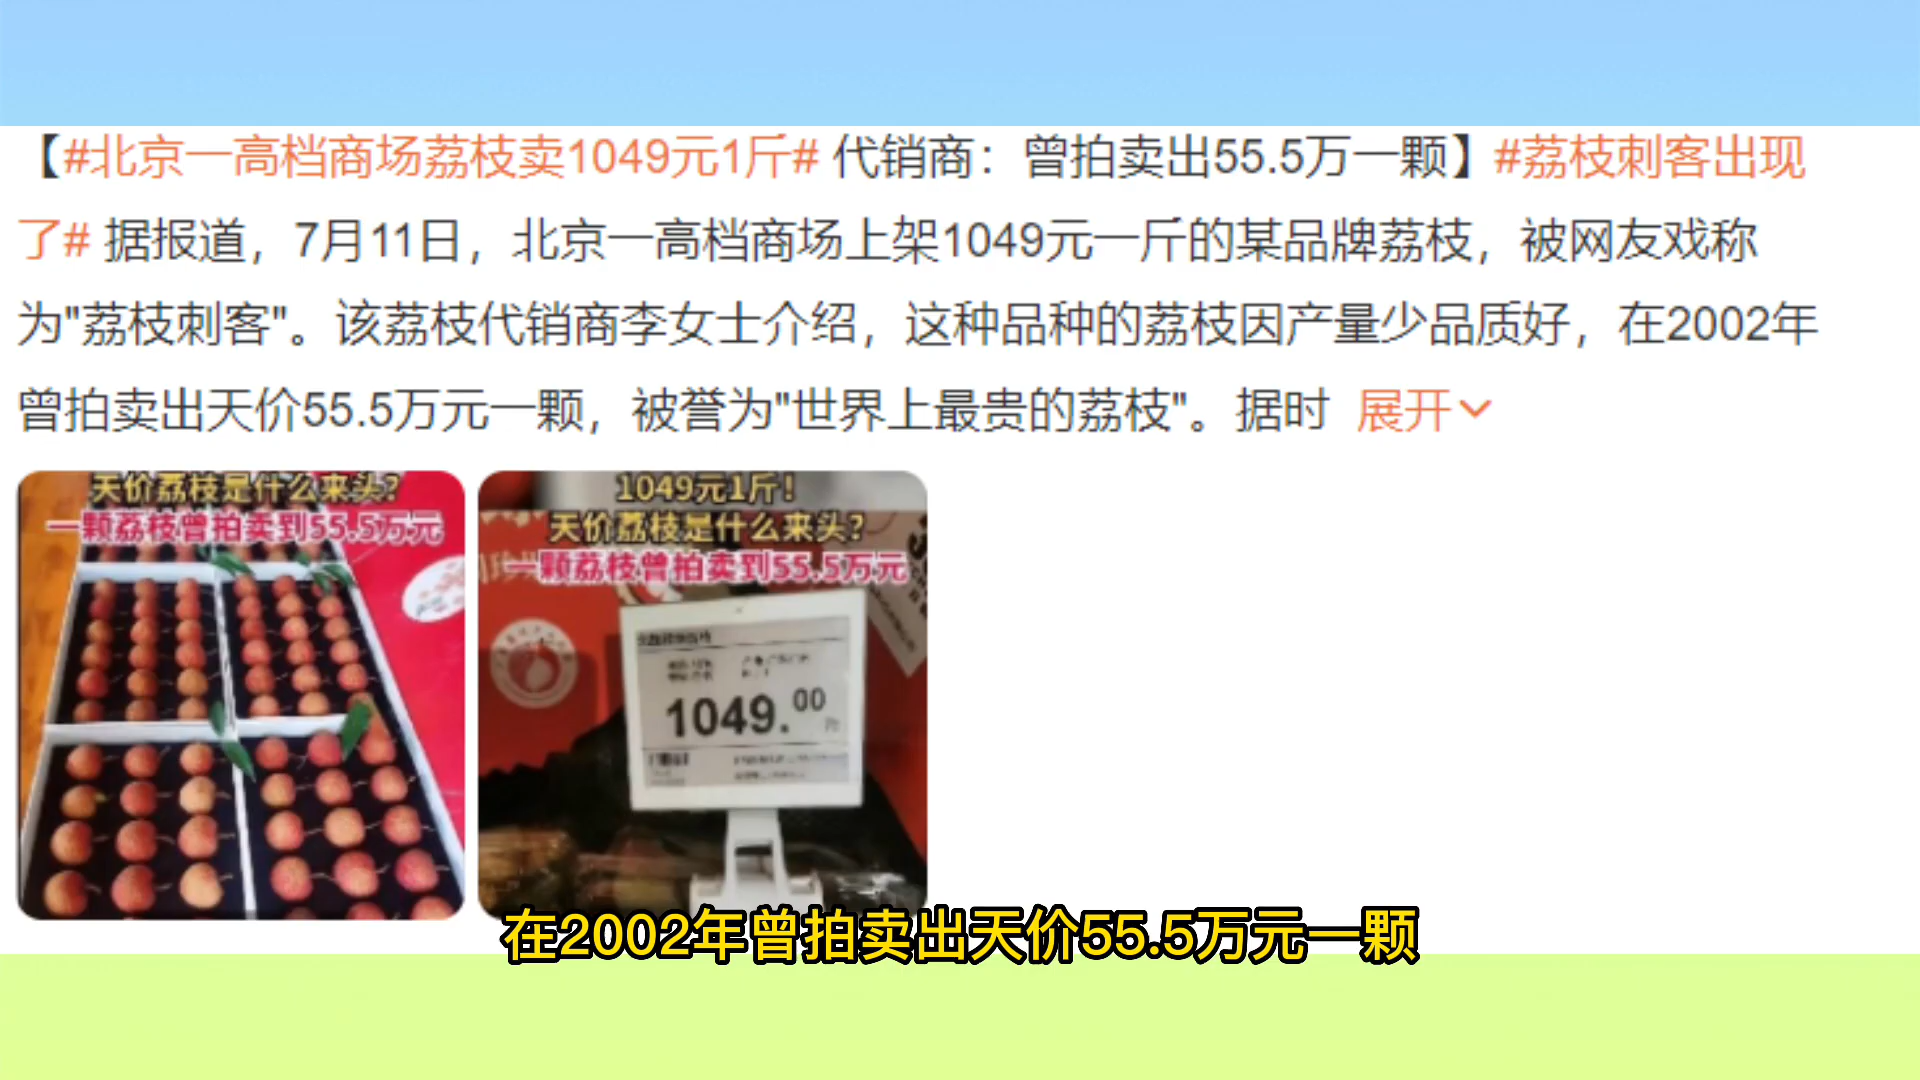 【#北京一高档商场荔枝卖1049元1斤# 代销商：曾拍卖出55.5万一颗】#荔枝刺客出现
了# 据报道，7月11日，北京一高档商场上架1049元一斤的某品牌荔枝，被网友戏称
为"荔枝刺客"。该荔枝代销商李女士介绍，这种品种的荔枝因产量少品质好，在2002年
曾拍卖出天价55.5万元一颗，被誉为"世界上最贵的荔枝"。据时 展开
天价荔枝是什么来头？
一颗荔枝曾拍卖到55.5万元
1049元1斤！
天价荔枝是什么来头？
一颗荔枝曾拍卖到55.5万元
1049.00
在2002年曾拍卖出天价55.5万元一颗